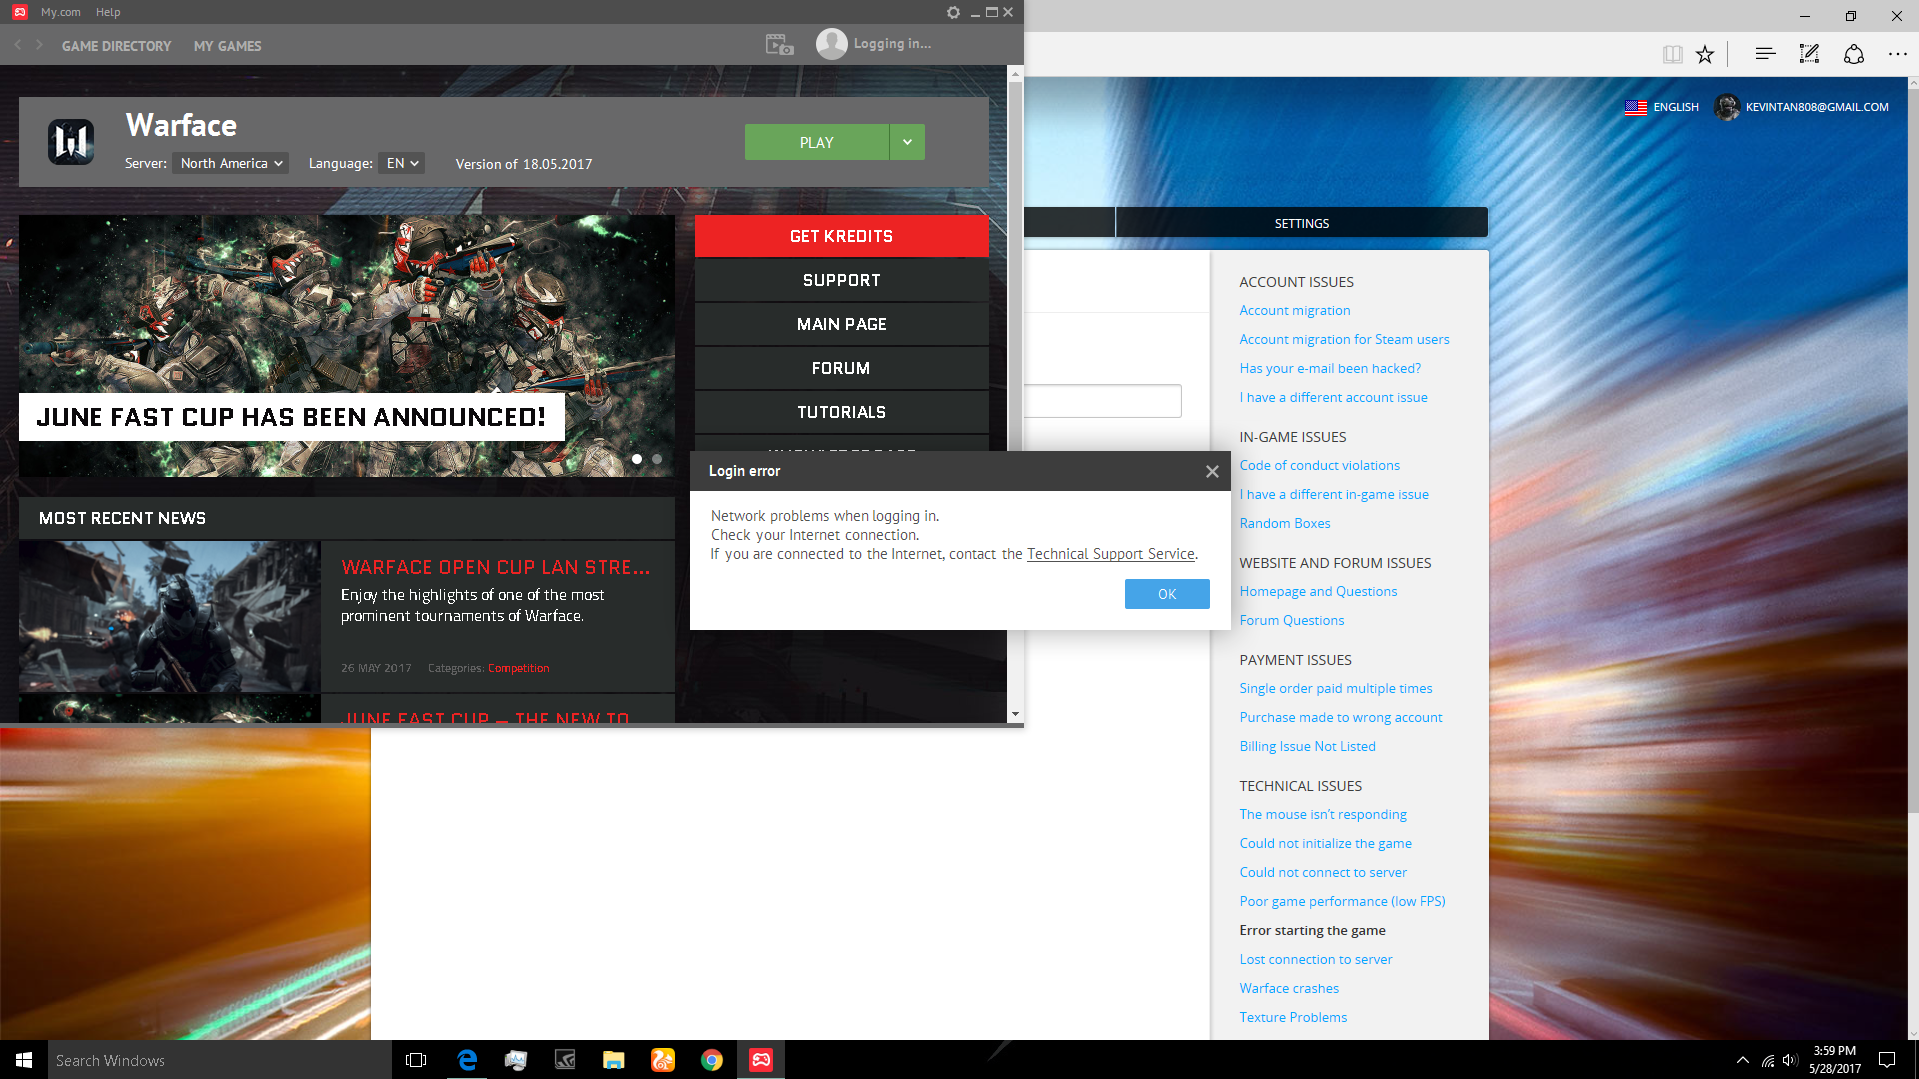 My.com Help
GAME DIRECTORY MY GAMES
Logging in...
Warface
Server: North America Language: EN Version of 18.05.2017
PLAY
JUNE FAST CUP HAS BEEN ANNOUNCED!
GET KREDITS
SUPPORT
MAIN PAGE
FORUM
TUTORIALS
MOST RECENT NEWS
WARFACE OPEN CUP LAN STRE...
Enjoy the highlights of one of the most
prominent tournaments of Warface.
26 MAY 2017 Categories: Competition
JUNE FAST CUP – THE NEW TO
Login error
Network problems when logging in.
Check your Internet connection.
If you are connected to the Internet, contact the Technical Support Service.
OK
ENGLISH KEVINTAN808@GMAIL.COM
SETTINGS
ACCOUNT ISSUES
Account migration
Account migration for Steam users
Has your e-mail been hacked?
I have a different account issue
IN-GAME ISSUES
Code of conduct violations
I have a different in-game issue
Random Boxes
WEBSITE AND FORUM ISSUES
Homepage and Questions
Forum Questions
PAYMENT ISSUES
Single order paid multiple times
Purchase made to wrong account
Billing Issue Not Listed
TECHNICAL ISSUES
The mouse isn't responding
Could not initialize the game
Could not connect to server
Poor game performance (low FPS)
Error starting the game
Lost connection to server
Warface crashes
Texture Problems
Search Windows
3:59 PM
5/28/2017